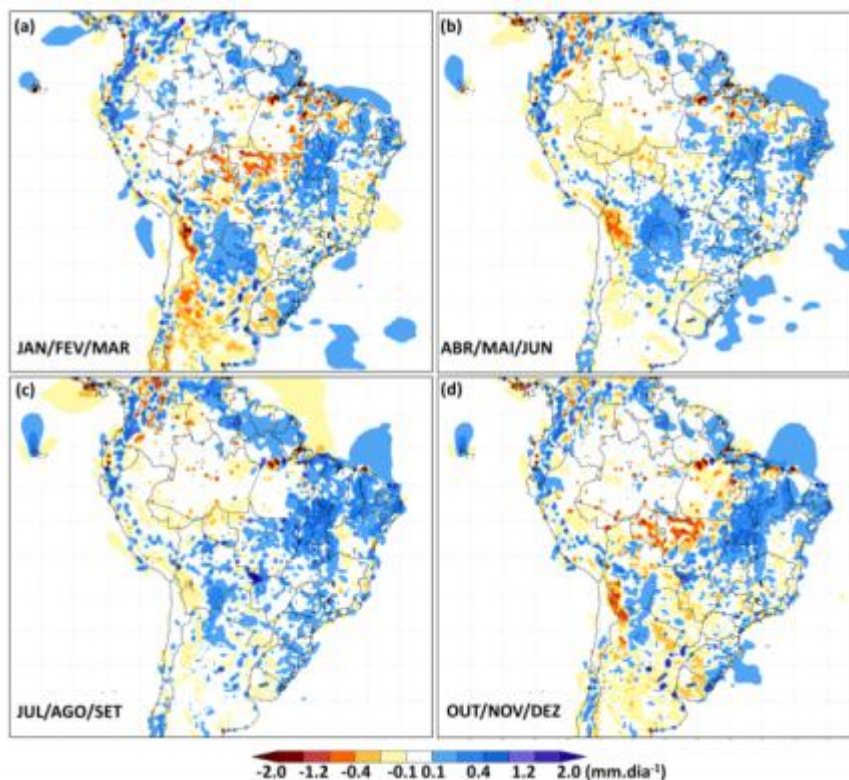 (a)
JAN/FEV/MAR
(b)
ABR/MAI/JUN
(c)
JUL/AGO/SET
(d)
OUT/NOV/DEZ
-2.0 -1.2 -0.4 -0.1 0.1 0.4 1.2 2.0 (mm.dia⁻¹)